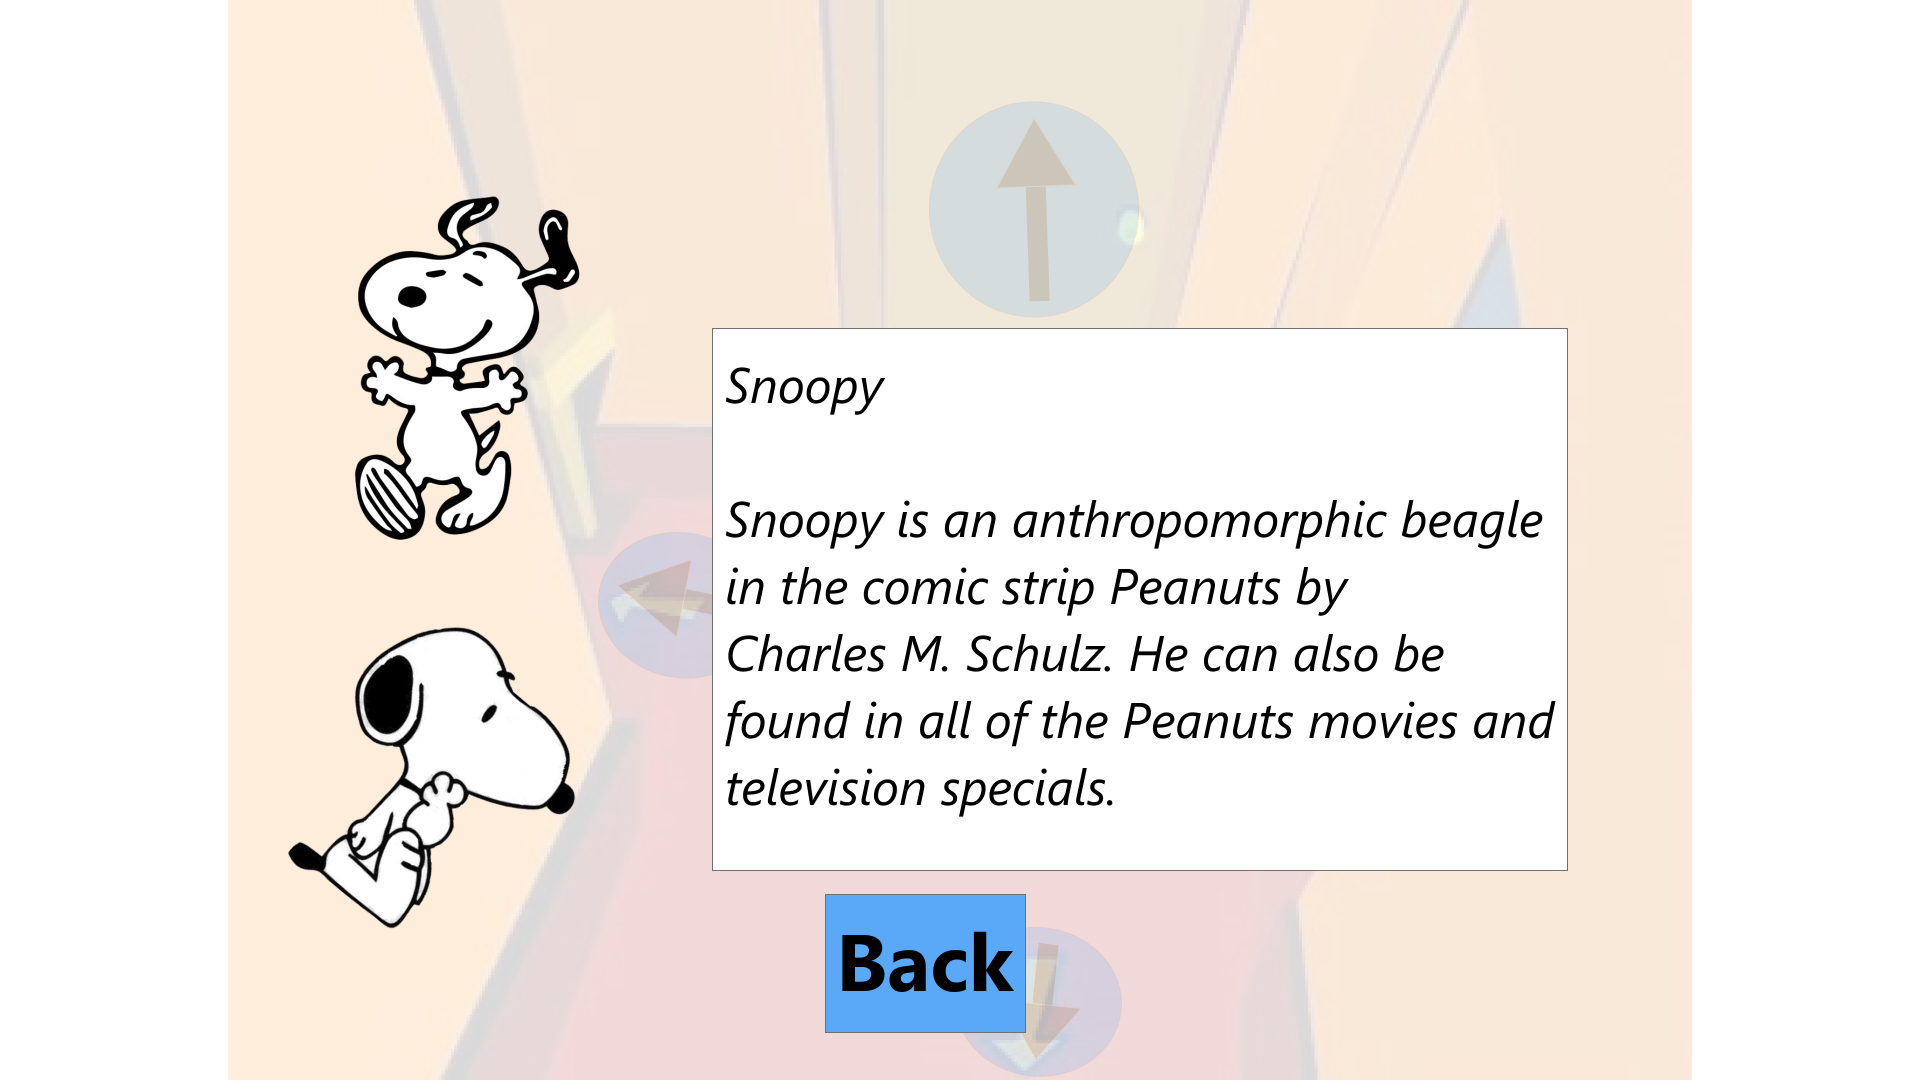 Snoopy
Snoopy is an anthropomorphic beagle
in the comic strip Peanuts by
Charles M. Schulz. He can also be
found in all of the Peanuts movies and
television specials.
Back